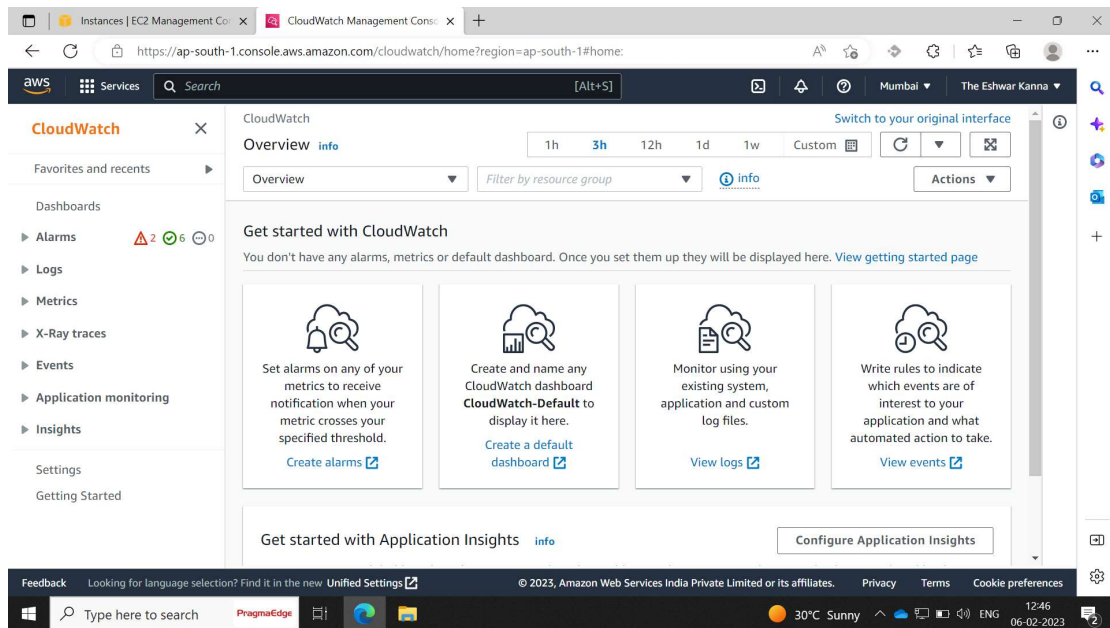 Instances | EC2 Management Co
CloudWatch Management Conso
https://ap-south-1.console.aws.amazon.com/cloudwatch/home?region=ap-south-1#home:
aws
Services
Search
[Alt+S]
Mumbai
The Eshwar Kanna
CloudWatch
Favorites and recents
Dashboards
Alarms 2 6 0
Logs
Metrics
X-Ray traces
Events
Application monitoring
Insights
Settings
Getting Started
CloudWatch
Switch to your original interface
Overview info
1h 3h 12h 1d 1w Custom
Overview
Filter by resource group
info
Actions
Get started with CloudWatch
You don't have any alarms, metrics or default dashboard. Once you set them up they will be displayed here. View getting started page
Set alarms on any of your
metrics to receive
notification when your
metric crosses your
specified threshold.
Create alarms
Create and name any
CloudWatch dashboard
CloudWatch-Default to
display it here.
Create a default
dashboard
Monitor using your
existing system,
application and custom
log files.
View logs
Write rules to indicate
which events are of
interest to your
application and what
automated action to take.
View events
Get started with Application Insights info
Configure Application Insights
Feedback
Looking for language selection? Find it in the new Unified Settings
© 2023, Amazon Web Services India Private Limited or its affiliates.
Privacy
Terms
Cookie preferences
Type here to search
PragmaEdge
30°C Sunny
ENG
12:46
06-02-2023
2